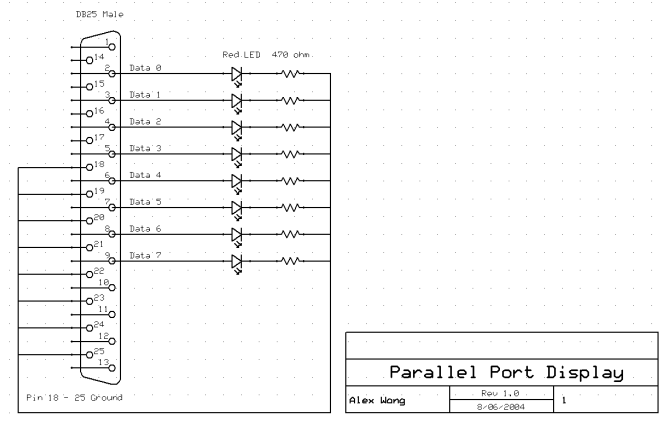 DB25 Male
1
14
2
15
3
16
4
17
5
18
6
19
7
20
8
21
9
22
10
23
11
24
12
25
13
Red LED 470 ohm
Data 0
Data 1
Data 2
Data 3
Data 4
Data 5
Data 6
Data 7
Pin 18 - 25 Ground
Parallel Port Display
Alex Wong
Rev 1.0
8/06/2004
1